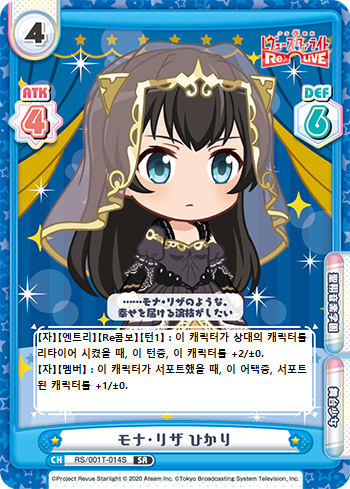 4
少女☆歌劇
レヴュースタァライト
Re LIVE
ATK
4
DEF
6
……モナ・リザのような、
幸せを届ける演技がしたい
[자]【엔트리】【Re콤보】【턴1】 : 이 캐릭터가 상대의 캐릭터를
리타이어 시켰을 때, 이 턴중, 이 캐릭터를 +2/±0.
[자]【멤버】 : 이 캐릭터가 서포트했을 때, 이 어택중, 서포트
된 캐릭터를 +1/±0.
聖翔音楽学園
舞台少女
モナ・リザ ひかり
CH RS/001T-014S SR
©Project Revue Starlight © 2020 Ateam Inc. ©Tokyo Broadcasting System Television, Inc.